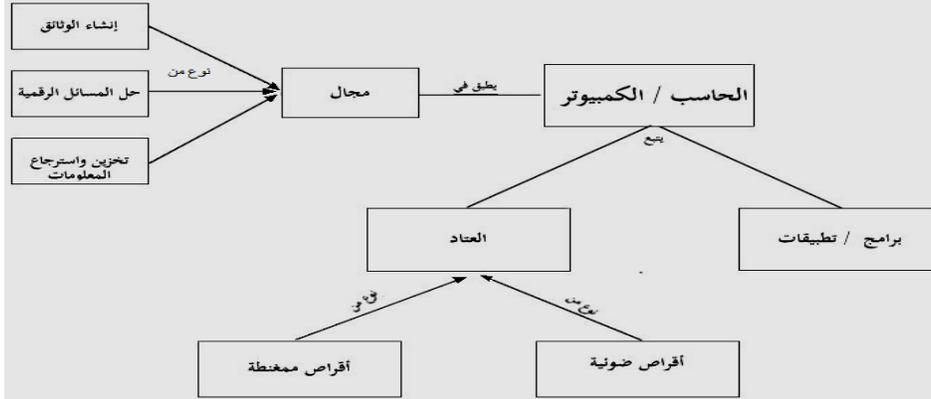 إنشاء الوثائق
نوع من
حل المسائل الرقمية
تخزين واسترجاع
المعلومات
مجال
يطبق في
الحاسب / الكمبيوتر
يتبع
العتاد
برامج / تطبيقات
نوع من
نوع من
أقراص ممغنطة
أقراص ضوئية